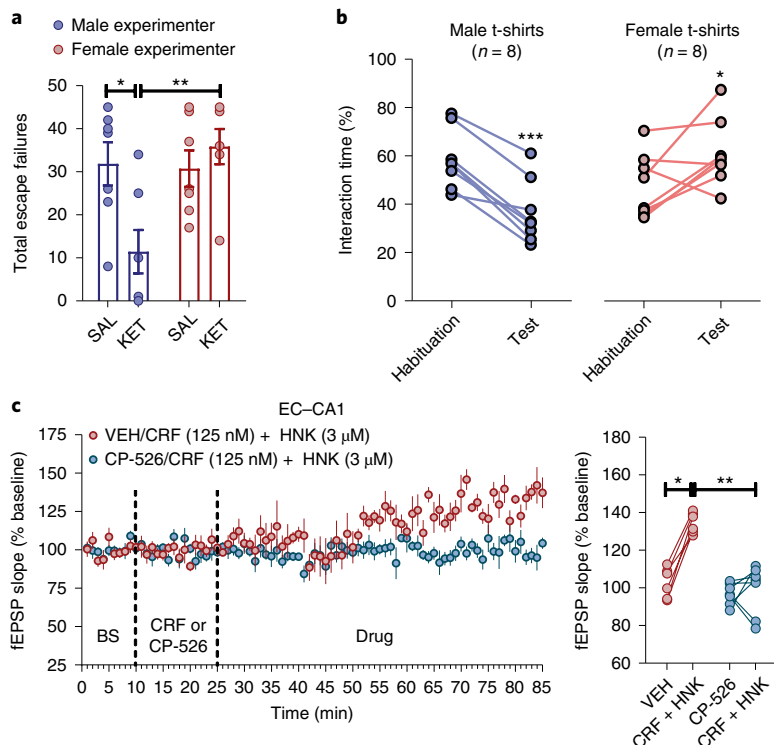 a
Male experimenter
Female experimenter
* **
50
40
30
20
10
0
Total escape failures
SAL
KET
SAL
KET
b
Male t-shirts
(n = 8)
Female t-shirts
(n = 8)
100
80
60
40
20
0
Interaction time (%)
***
*
Habituation
Test
Habituation
Test
c
EC–CA1
VEH/CRF (125 nM) + HNK (3 μM)
CP-526/CRF (125 nM) + HNK (3 μM)
175
150
125
100
75
50
25
fEPSP slope (% baseline)
BS
CRF or
CP-526
Drug
0 5 10 15 20 25 30 35 40 45 50 55 60 65 70 75 80 85
Time (min)
180
160
140
120
100
80
60
fEPSP slope (% baseline)
* **
VEH
CRF + HNK
CP-526
CRF + HNK